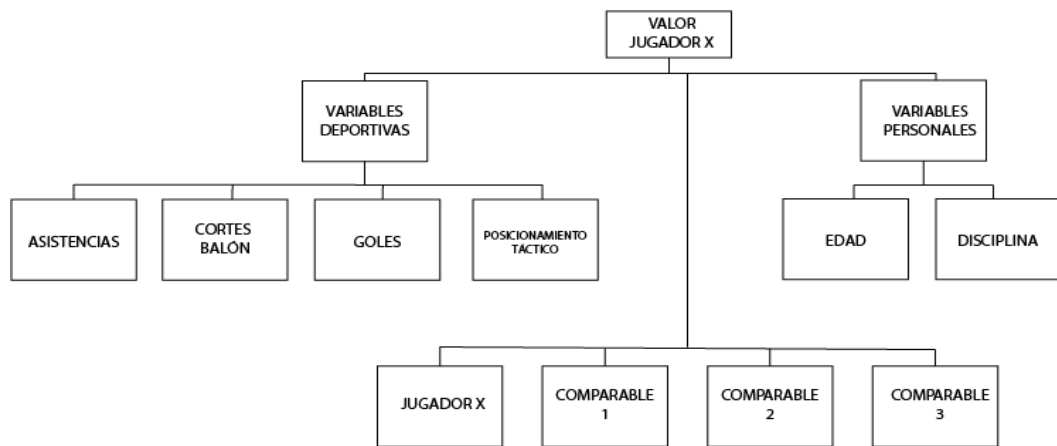 VALOR
JUGADOR X
VARIABLES
DEPORTIVAS
VARIABLES
PERSONALES
ASISTENCIAS
CORTES
BALÓN
GOLES
POSICIONAMIENTO
TÁCTICO
EDAD
DISCIPLINA
JUGADOR X
COMPARABLE
1
COMPARABLE
2
COMPARABLE
3